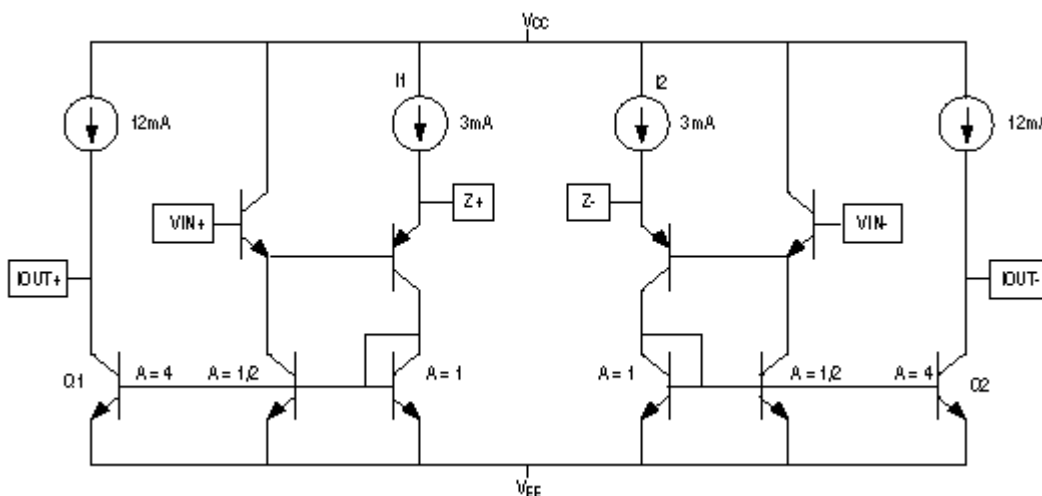 VCC
I1
I2
12mA
3mA
3mA
12mA
VIN+
Z+
Z-
VIN-
IOUT+
IOUT-
Q1
A = 4
A = 1/2
A = 1
A = 1
A = 1/2
A = 4
Q2
VEE